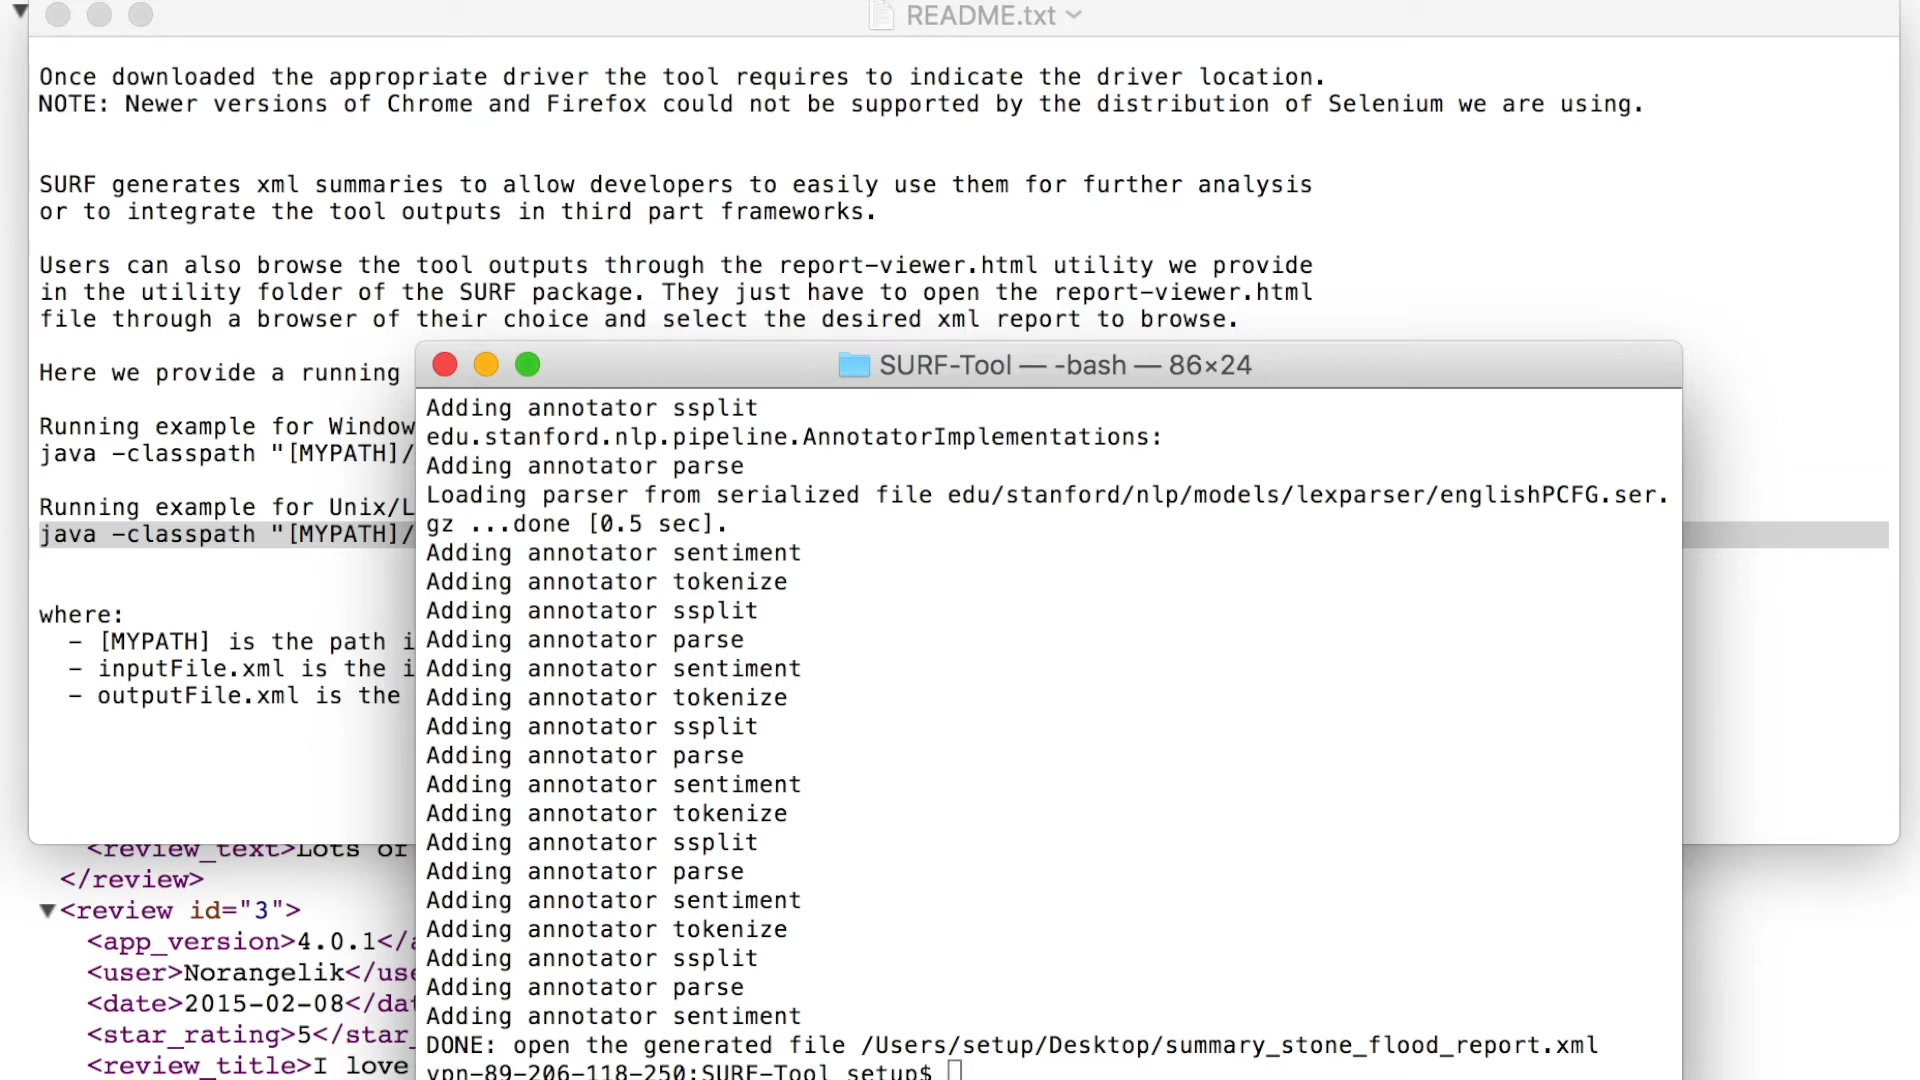 README.txt
Once downloaded the appropriate driver the tool requires to indicate the driver location.
NOTE: Newer versions of Chrome and Firefox could not be supported by the distribution of Selenium we are using.
SURF generates xml summaries to allow developers to easily use them for further analysis
or to integrate the tool outputs in third part frameworks.
Users can also browse the tool outputs through the report-viewer.html utility we provide
in the utility folder of the SURF package. They just have to open the report-viewer.html
file through a browser of their choice and select the desired xml report to browse.
Here we provide a running
Running example for Window
java -classpath "[MYPATH]/
Running example for Unix/L
java -classpath "[MYPATH]/
where:
- [MYPATH] is the path i
- inputFile.xml is the i
- outputFile.xml is the
<review_text>Lots of
</review>
<review id="3">
<app_version>4.0.1</a
<user>Norangelik</use
<date>2015-02-08</dat
<star_rating>5</star_
<review_title>I love
SURF-Tool — -bash — 86×24
Adding annotator ssplit
edu.stanford.nlp.pipeline.AnnotatorImplementations:
Adding annotator parse
Loading parser from serialized file edu/stanford/nlp/models/lexparser/englishPCFG.ser.
gz ...done [0.5 sec].
Adding annotator sentiment
Adding annotator tokenize
Adding annotator ssplit
Adding annotator parse
Adding annotator sentiment
Adding annotator tokenize
Adding annotator ssplit
Adding annotator parse
Adding annotator sentiment
Adding annotator tokenize
Adding annotator ssplit
Adding annotator parse
Adding annotator sentiment
Adding annotator tokenize
Adding annotator ssplit
Adding annotator parse
Adding annotator sentiment
DONE: open the generated file /Users/setup/Desktop/summary_stone_flood_report.xml
vpn-89-206-118-250:SURF-Tool setup$